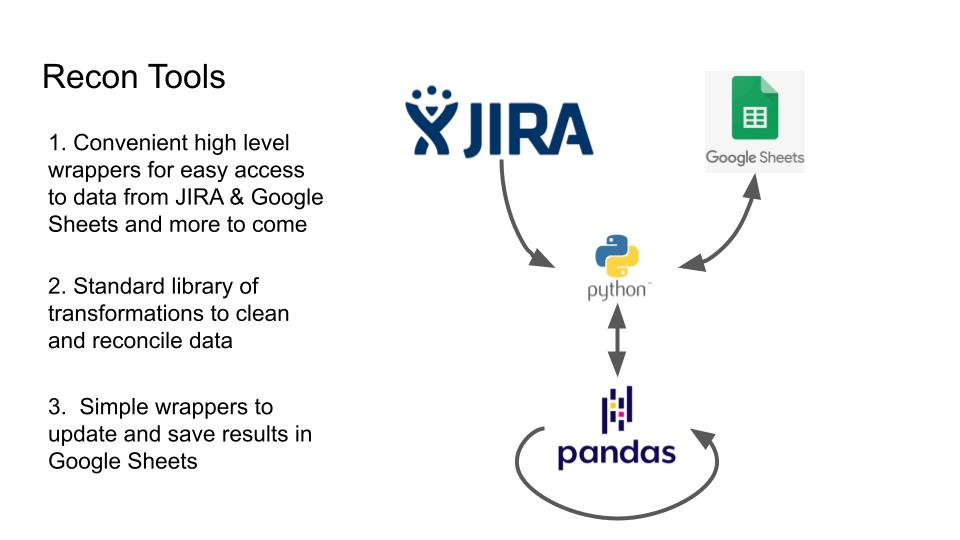 Recon Tools
1. Convenient high level
wrappers for easy access
to data from JIRA & Google
Sheets and more to come
2. Standard library of
transformations to clean
and reconcile data
3.  Simple wrappers to
update and save results in
Google Sheets
JIRA
Google Sheets
python™
pandas